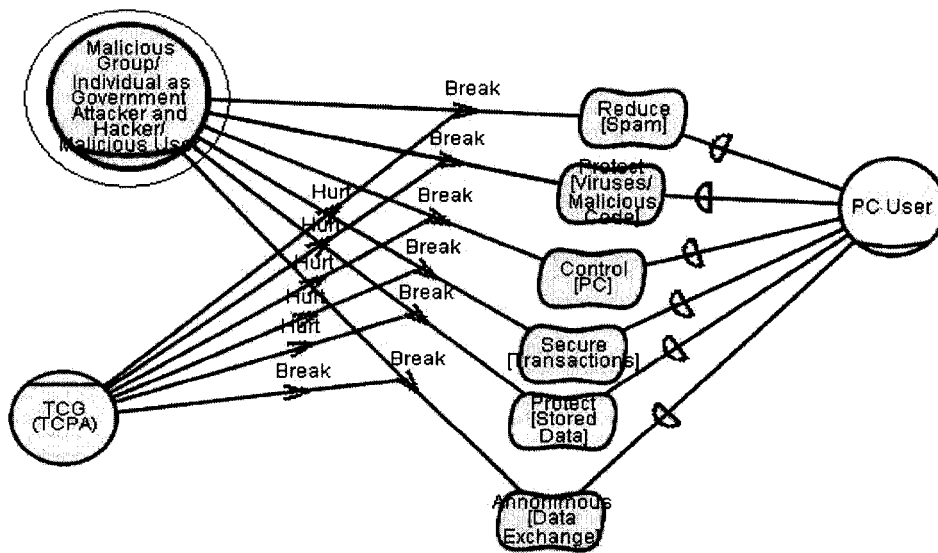 Malicious
Group/
Individual as
Government
Attacker and
Hacker/
Malicious User
Break
Reduce
[Spam]
Break
Protect
[Viruses/
Malicious
Code]
PC User
Hurt
Break
Hurt
Break
Control
[PC]
Hurt
Hurt
Break
Secure
[Transactions]
Hurt
Break
Break
TCG
(TCPA)
Protect
[Stored
Data]
Annonimous
[Data
Exchange]